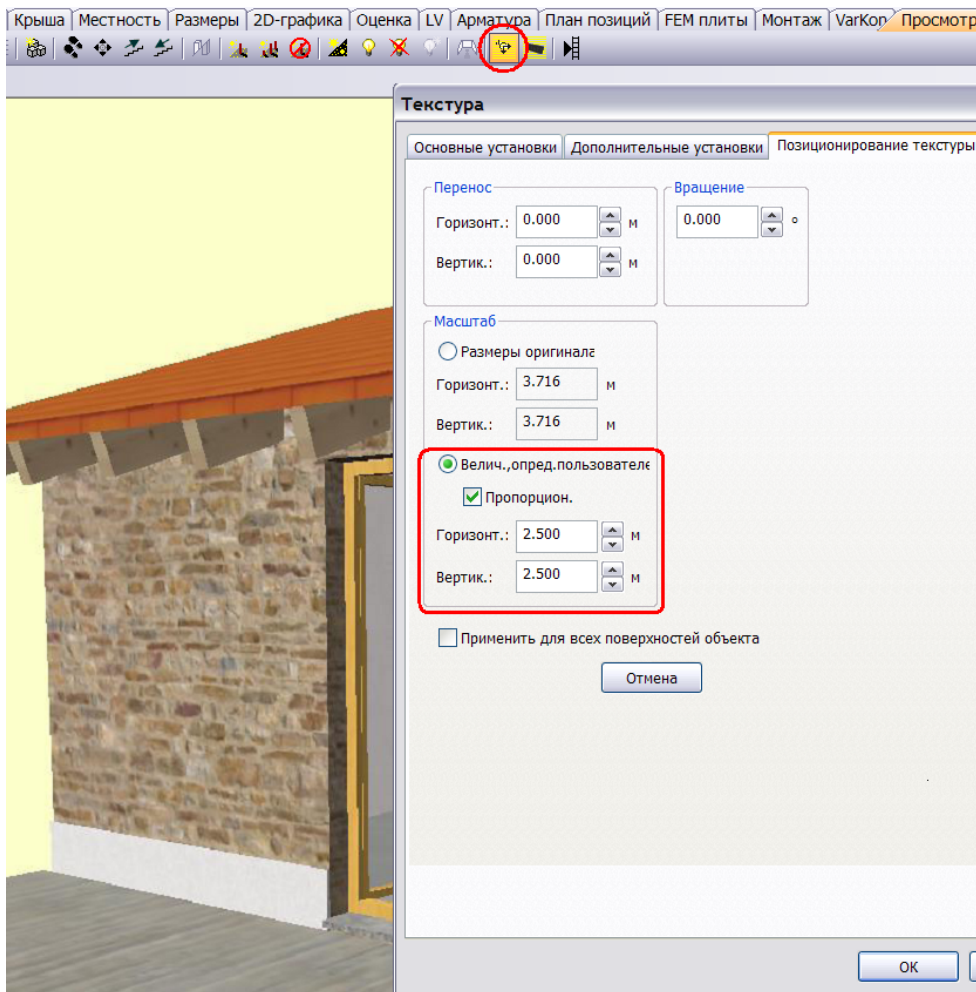 Крыша Местность Размеры 2D-графика Оценка LV Арматура План позиций FEM плиты Монтаж VarKon Просмотр
Текстура
Основные установки Дополнительные установки Позиционирование текстуры
Перенос Вращение
Горизонт.: 0.000 м 0.000 °
Вертик.: 0.000 м
Масштаб
Размеры оригинала
Горизонт.: 3.716 м
Вертик.: 3.716 м
Велич.,опред.пользователе
Пропорцион.
Горизонт.: 2.500 м
Вертик.: 2.500 м
Применить для всех поверхностей объекта
Отмена
OK